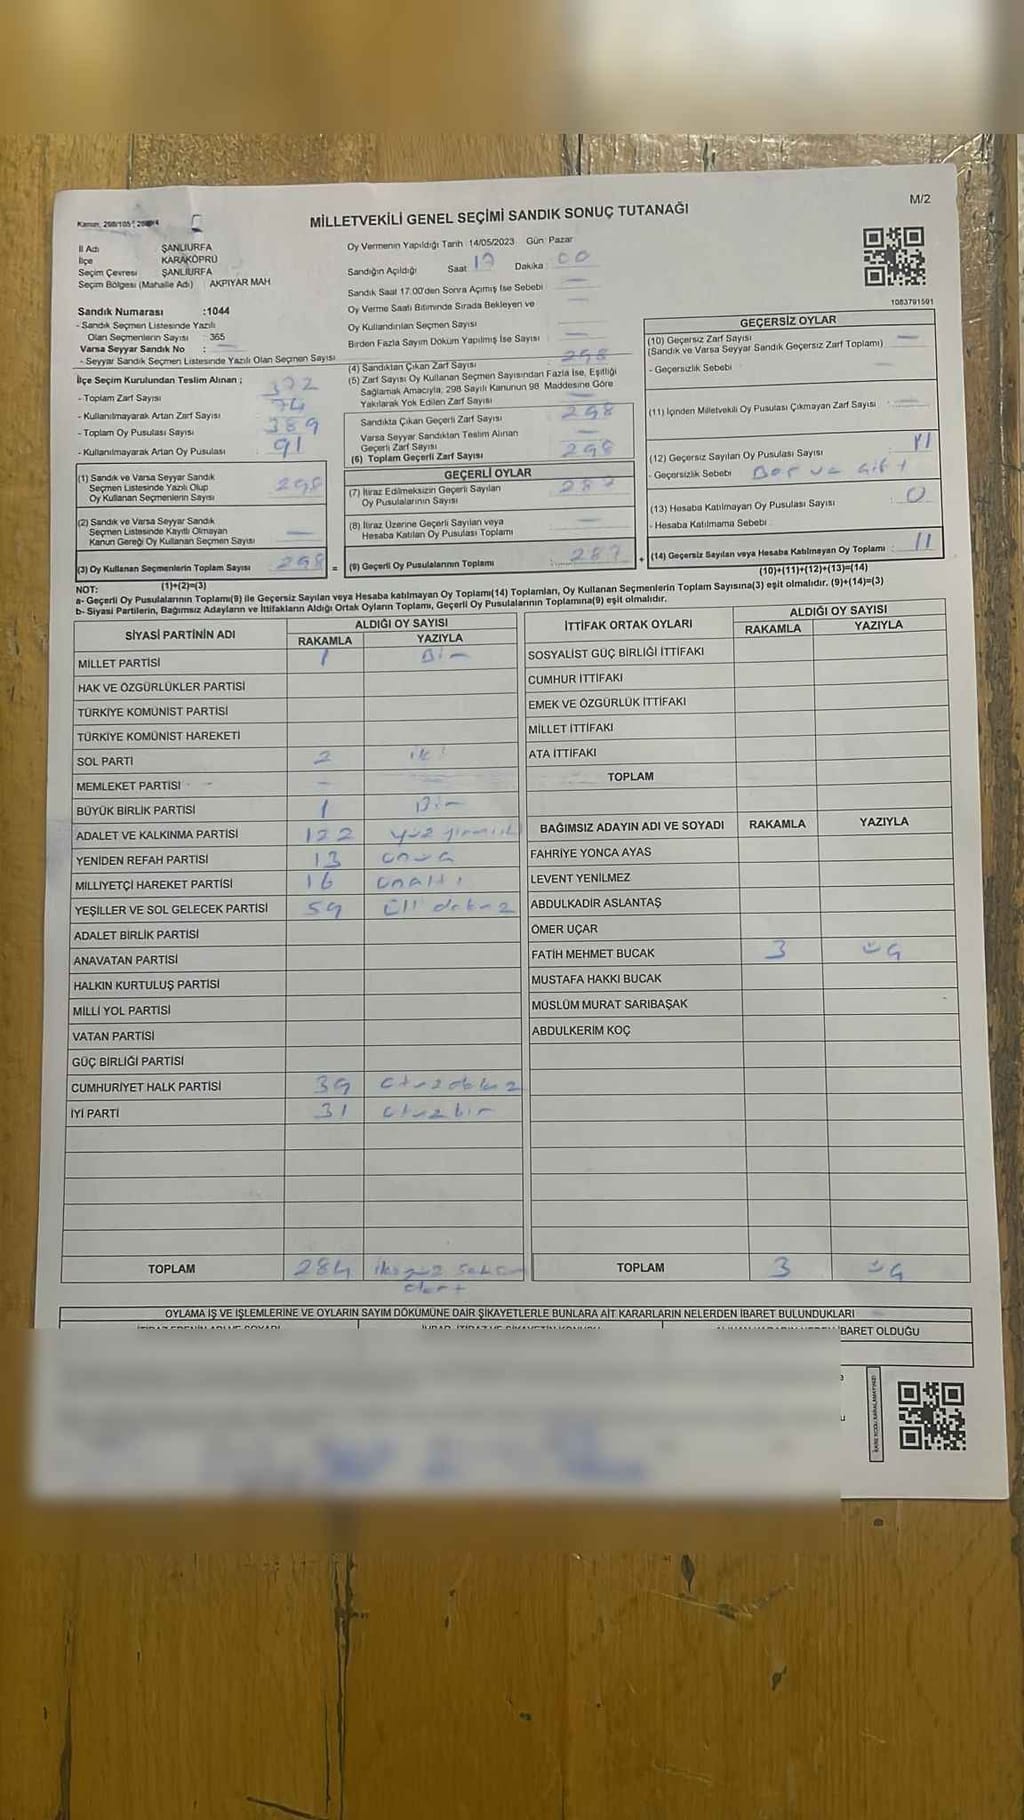 MİLLETVEKİLİ GENEL SEÇİMİ SANDIK SONUÇ TUTANAĞI
M/2
İl Adı ŞANLIURFA
İlçe KARAKÖPRÜ
Seçim Çevresi ŞANLIURFA
Seçim Bölgesi (Mahalle Adı) AKPIYAR MAH
Oy Vermenin Yapıldığı Tarih 14/05/2023 Gün: Pazar
Sandığın Açıldığı Saat 17 Dakika: 00
Sandık Saat 17:00'den Sonra Açımış İse Sebebi: —
Oy Verme Saati Bitiminde Sırada Bekleyen ve
Oy Kullandırılan Seçmen Sayısı —
Birden Fazla Sayım Döküm Yapılmış İse Sayısı : —
Sandık Numarası :1044
- Sandık Seçmen Listesinde Yazılı
Olan Seçmenlerin Sayısı : 365
Varsa Seyyar Sandık No : —
- Seyyar Sandık Seçmen Listesinde Yazılı Olan Seçmen Sayısı
İlçe Seçim Kurulundan Teslim Alınan ;
- Toplam Zarf Sayısı 372
- Kullanılmayarak Artan Zarf Sayısı 74
- Toplam Oy Pusulası Sayısı 389
- Kullanılmayarak Artan Oy Pusulası 91
(1) Sandık ve Varsa Seyyar Sandık
Seçmen Listesinde Yazılı Olup
Oy Kullanan Seçmenlerin Sayısı 298
(2) Sandık ve Varsa Seyyar Sandık
Seçmen Listesinde Kayıtlı Olmayan
Kanun Gereği Oy Kullanan Seçmen Sayısı —
(3) Oy Kullanan Seçmenlerin Toplam Sayısı 298 =
(1)+(2)=(3)
(4) Sandıktan Çıkan Zarf Sayısı 298
(5) Zarf Sayısı Oy Kullanan Seçmen Sayısından Fazla İse, Eşitliği
Sağlamak Amacıyla, 298 Sayılı Kanunun 98. Maddesine Göre
Yakılarak Yok Edilen Zarf Sayısı —
Sandıkta Çıkan Geçerli Zarf Sayısı 298
Varsa Seyyar Sandıktan Teslim Alınan
Geçerli Zarf Sayısı —
(6) Toplam Geçerli Zarf Sayısı 298
GEÇERLİ OYLAR
(7) İtiraz Edilmeksizin Geçerli Sayılan
Oy Pusulalarının Sayısı 287
(8) İtiraz Üzerine Geçerli Sayılan veya
Hesaba Katılan Oy Pusulası Toplamı —
(9) Geçerli Oy Pusulalarının Toplamı : 287 +
1083791591
GEÇERSİZ OYLAR
(10) Geçersiz Zarf Sayısı —
(Sandık ve Varsa Seyyar Sandık Geçersiz Zarf Toplamı)
- Geçersizlik Sebebi : —
(11) İçinden Milletvekili Oy Pusulası Çıkmayan Zarf Sayısı : —
(12) Geçersiz Sayılan Oy Pusulası Sayısı : 11
- Geçersizlik Sebebi Boş ve Çift
(13) Hesaba Katılmayan Oy Pusulası Sayısı : 0
- Hesaba Katılmama Sebebi
(14) Geçersiz Sayılan veya Hesaba Katılmayan Oy Toplamı : 11
(10)+(11)+(12)+(13)=(14)
NOT:
a- Geçerli Oy Pusulalarının Toplamı(9) ile Geçersiz Sayılan veya Hesaba katılmayan Oy Toplamı(14) Toplamları, Oy Kullanan Seçmenlerin Toplam Sayısına(3) eşit olmalıdır. (9)+(14)=(3)
b- Siyasi Partilerin, Bağımsız Adayların ve İttifakların Aldığı Ortak Oyların Toplamı, Geçerli Oy Pusulalarının Toplamına(9) eşit olmalıdır.
SİYASİ PARTİNİN ADI ALDIĞI OY SAYISI
RAKAMLA YAZIYLA
MİLLET PARTİSİ 1 Bir
HAK VE ÖZGÜRLÜKLER PARTİSİ
TÜRKİYE KOMÜNİST PARTİSİ
TÜRKİYE KOMÜNİST HAREKETİ
SOL PARTİ 2 iki
MEMLEKET PARTİSİ –
BÜYÜK BİRLİK PARTİSİ 1 Bir
ADALET VE KALKINMA PARTİSİ 122 yüz yirmi iki
YENİDEN REFAH PARTİSİ 13 onüç
MİLLİYETÇİ HAREKET PARTİSİ 16 onaltı
YEŞİLLER VE SOL GELECEK PARTİSİ 59 Elli dokuz
ADALET BİRLİK PARTİSİ
ANAVATAN PARTİSİ
HALKIN KURTULUŞ PARTİSİ
MİLLİ YOL PARTİSİ
VATAN PARTİSİ
GÜÇ BİRLİĞİ PARTİSİ
CUMHURİYET HALK PARTİSİ 39 otuzdokuz
İYİ PARTİ 31 otuzbir
TOPLAM 284 ikiyüz seksen
dört
İTTİFAK ORTAK OYLARI ALDIĞI OY SAYISI
RAKAMLA YAZIYLA
SOSYALİST GÜÇ BİRLİĞİ İTTİFAKI
CUMHUR İTTİFAKI
EMEK VE ÖZGÜRLÜK İTTİFAKI
MİLLET İTTİFAKI
ATA İTTİFAKI
TOPLAM
BAĞIMSIZ ADAYIN ADI VE SOYADI RAKAMLA YAZIYLA
FAHRİYE YONCA AYAS
LEVENT YENİLMEZ
ABDULKADİR ASLANTAŞ
ÖMER UÇAR
FATİH MEHMET BUCAK 3 üç
MUSTAFA HAKKI BUCAK
MÜSLÜM MURAT SARIBAŞAK
ABDULKERİM KOÇ
TOPLAM 3 üç
OYLAMA İŞ VE İŞLEMLERİNE VE OYLARIN SAYIM DÖKÜMÜNE DAİR ŞİKAYETLERLE BUNLARA AİT KARARLARIN NELERDEN İBARET BULUNDUKLARI
İBARET OLDUĞU